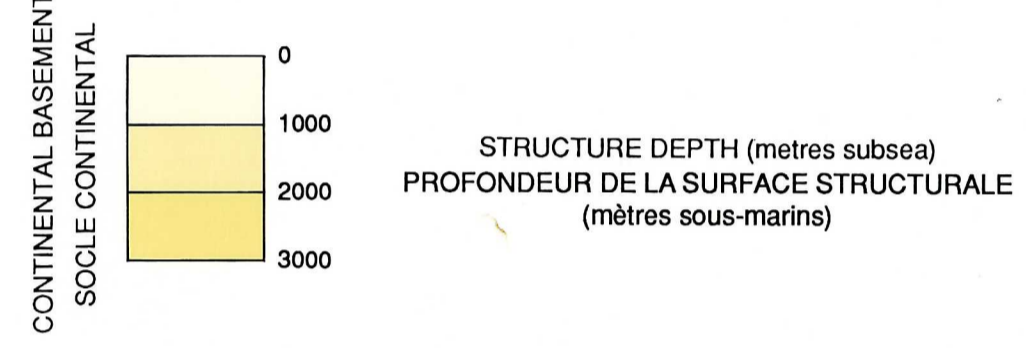 CONTINENTAL BASEMENT
SOCLE CONTINENTAL
0
1000
2000
3000
STRUCTURE DEPTH (metres subsea)
PROFONDEUR DE LA SURFACE STRUCTURALE
(mètres sous-marins)